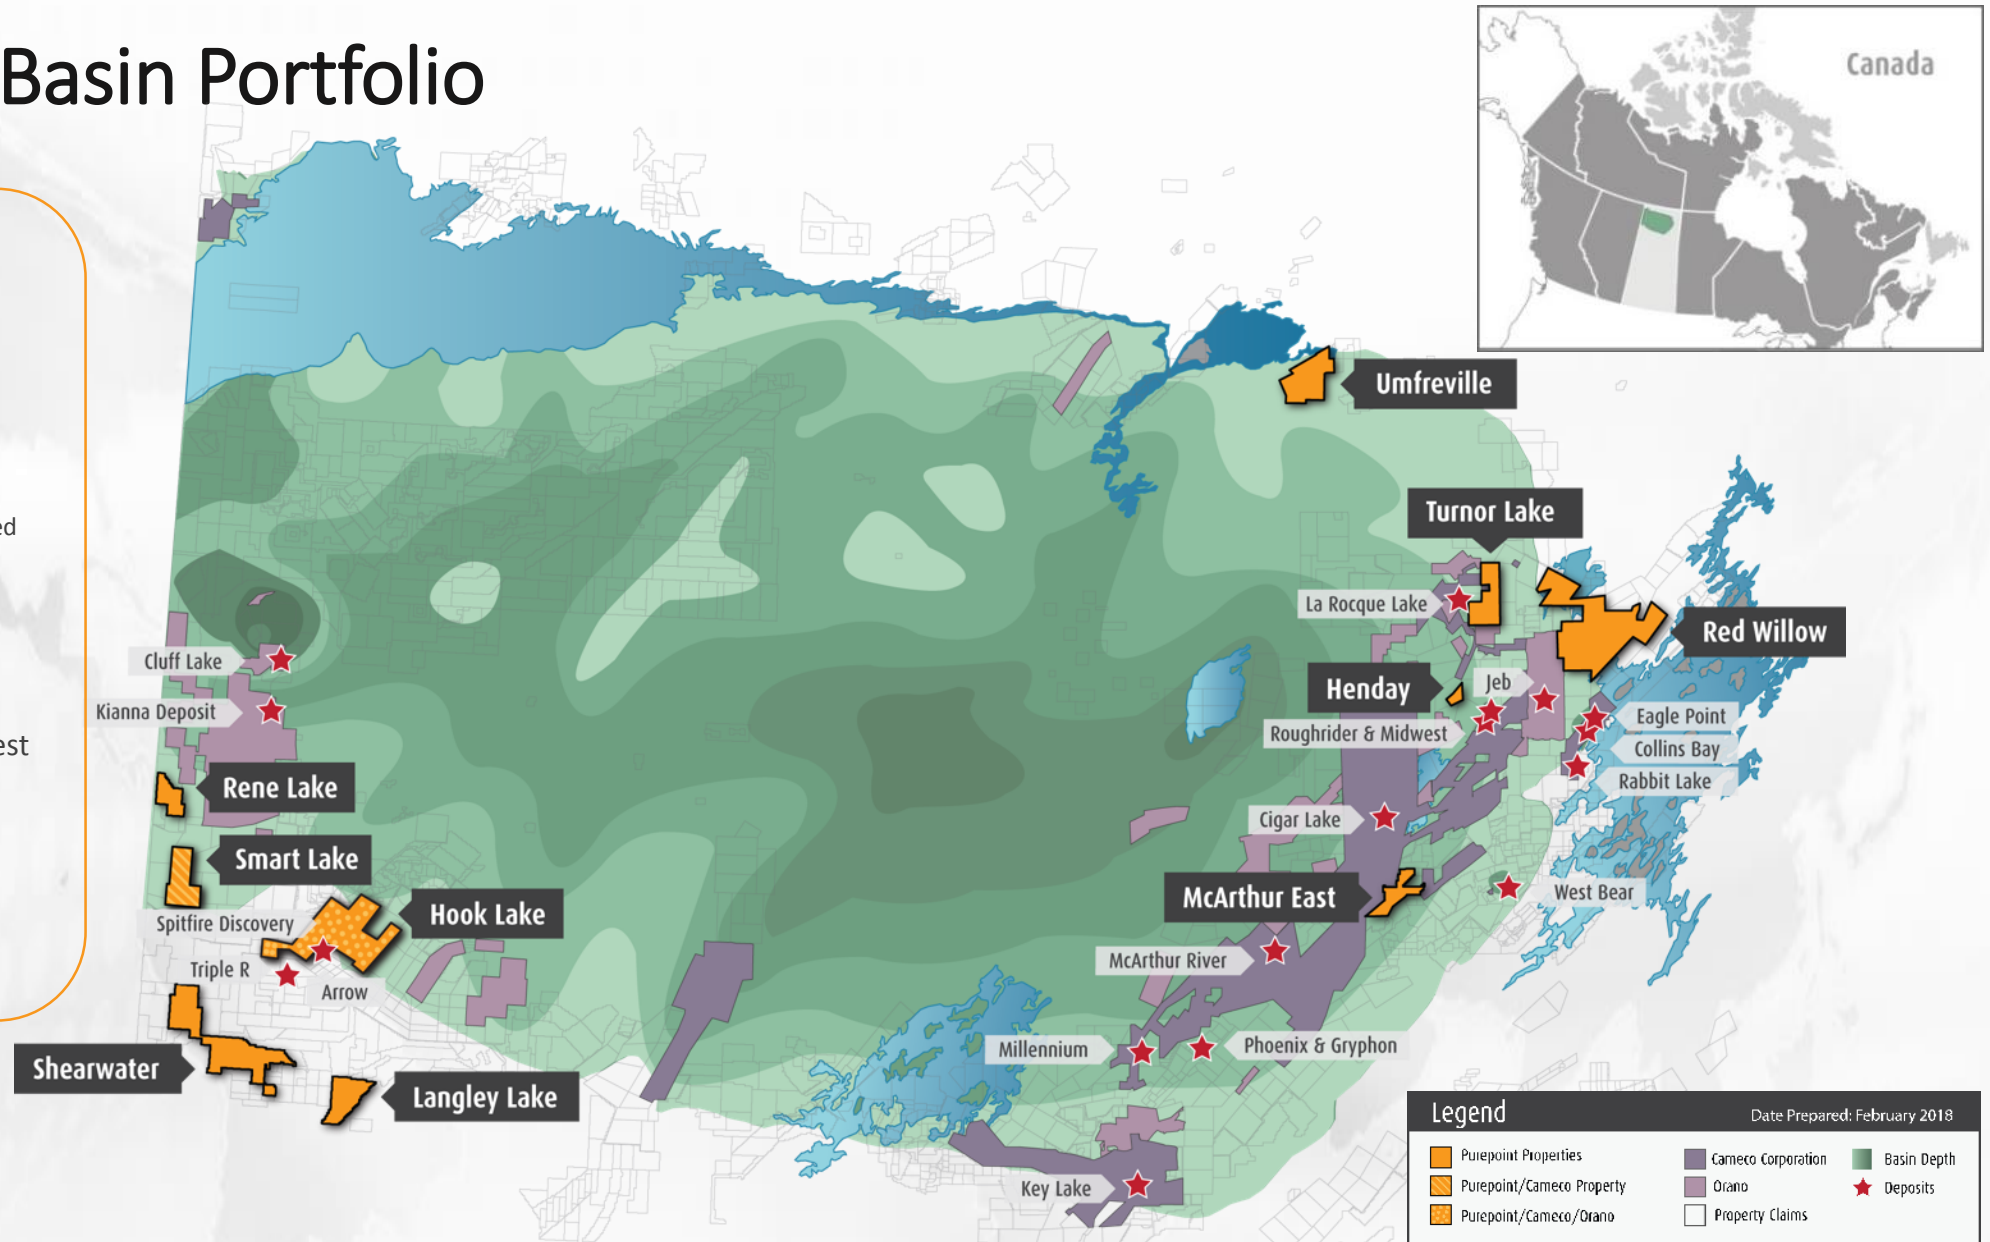 Basin Portfolio
Canada
ed
est
Umfreville
Turnor Lake
La Rocque Lake
Red Willow
Cluff Lake
Henday
Jeb
Kianna Deposit
Eagle Point
Roughrider & Midwest
Collins Bay
Rabbit Lake
Rene Lake
Cigar Lake
Smart Lake
McArthur East
West Bear
Spitfire Discovery
Hook Lake
McArthur River
Triple R
Arrow
Millennium
Phoenix & Gryphon
Shearwater
Langley Lake
Key Lake
Legend
Date Prepared: February 2018
Purepoint Properties
Purepoint/Cameco Property
Purepoint/Cameco/Orano
Cameco Corporation
Orano
Property Claims
Basin Depth
Deposits